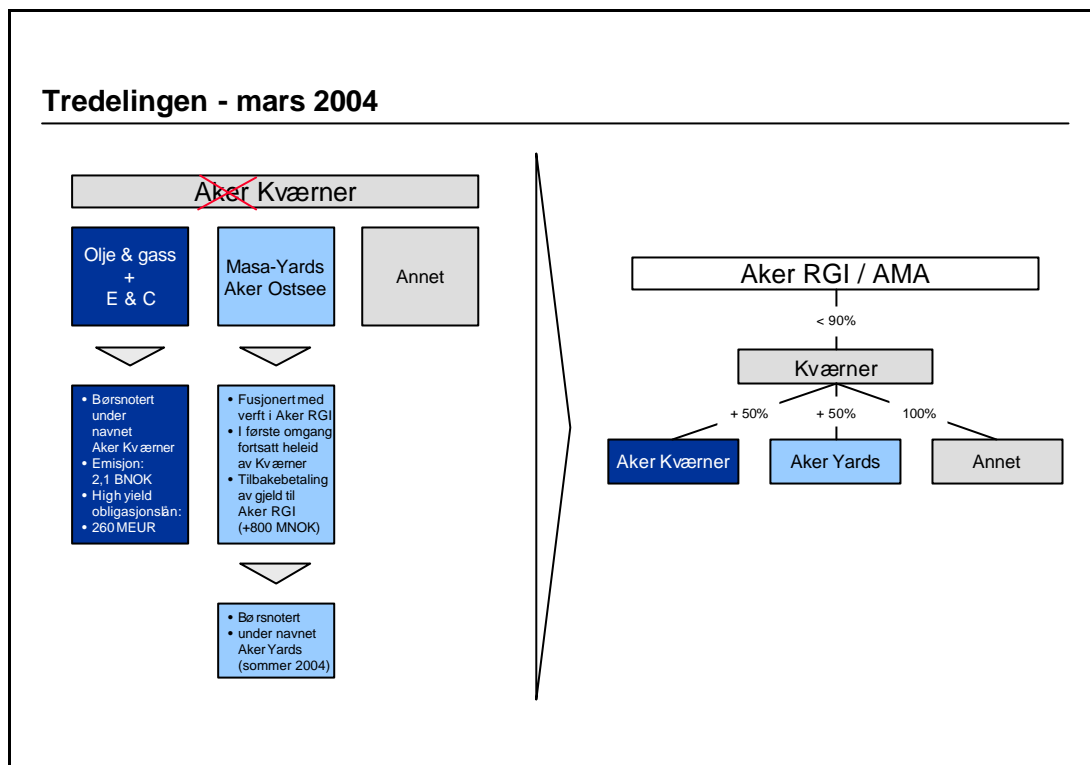 Tredelingen - mars 2004
Aker Kværner
Olje & gass
+
E & C
Masa-Yards
Aker Ostsee
Annet
• Børsnotert
under
navnet
Aker Kværner
• Emisjon:
2,1 BNOK
• High yield
obligasjonslån:
• 260 MEUR
• Fusjonert med
verft i Aker RGI
• I første omgang
fortsatt heleid
av Kværner
• Tilbakebetaling
av gjeld til
Aker RGI
(+800 MNOK)
• Børsnotert
• under navnet
Aker Yards
(sommer 2004)
Aker RGI / AMA
< 90%
Kværner
+ 50%
+ 50%
100%
Aker Kværner
Aker Yards
Annet